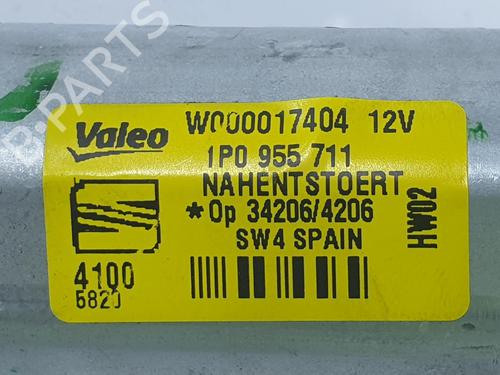 B-PARTS
Valeo W000017404 12V
1P0 955 711
NAHENTSTOERT
*Op 34206/4206
SW4 SPAIN
HW02
4100
5820